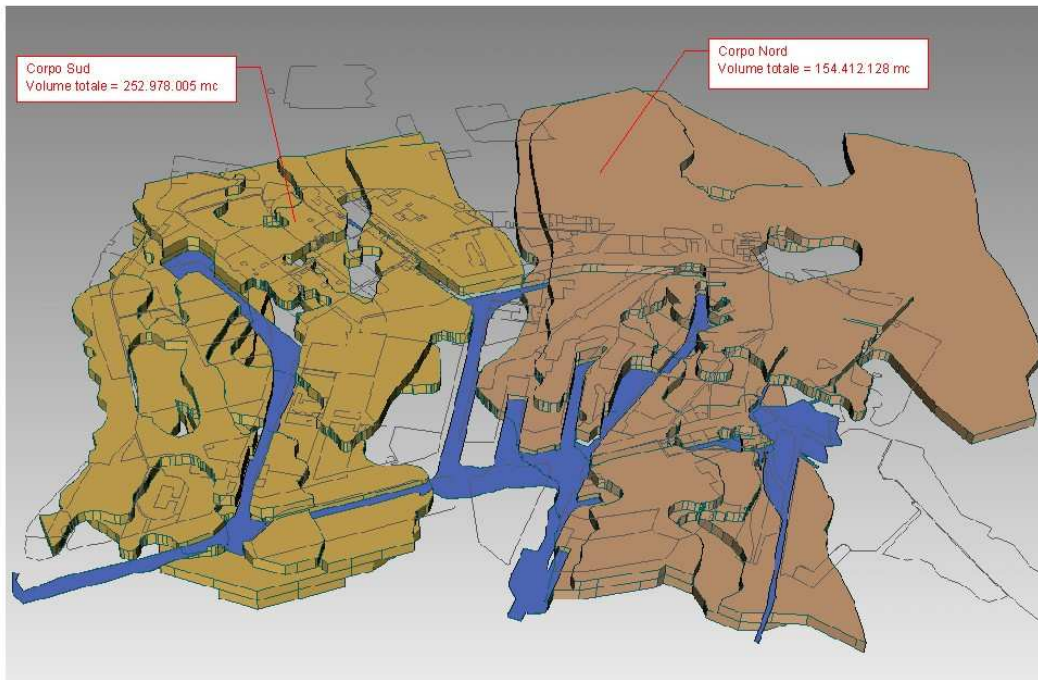 Corpo Sud
Volume totale = 252.978.005 mc
Corpo Nord
Volume totale = 154.412.128 mc